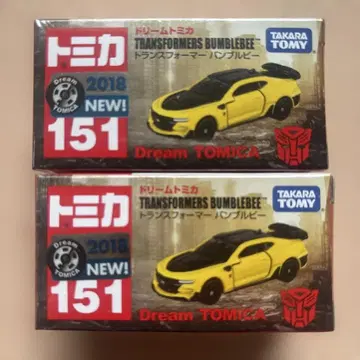 トミカ
Dream
TOMICA
2018
NEW!
151
ドリームトミカ
TRANSFORMERS BUMBLEBEE
トランスフォーマー バンブルビー
TAKARA
TOMY
Dream TOMICA
トミカ
Dream
TOMICA
2018
NEW!
151
ドリームトミカ
TRANSFORMERS BUMBLEBEE
トランスフォーマー バンブルビー
TAKARA
TOMY
Dream TOMICA